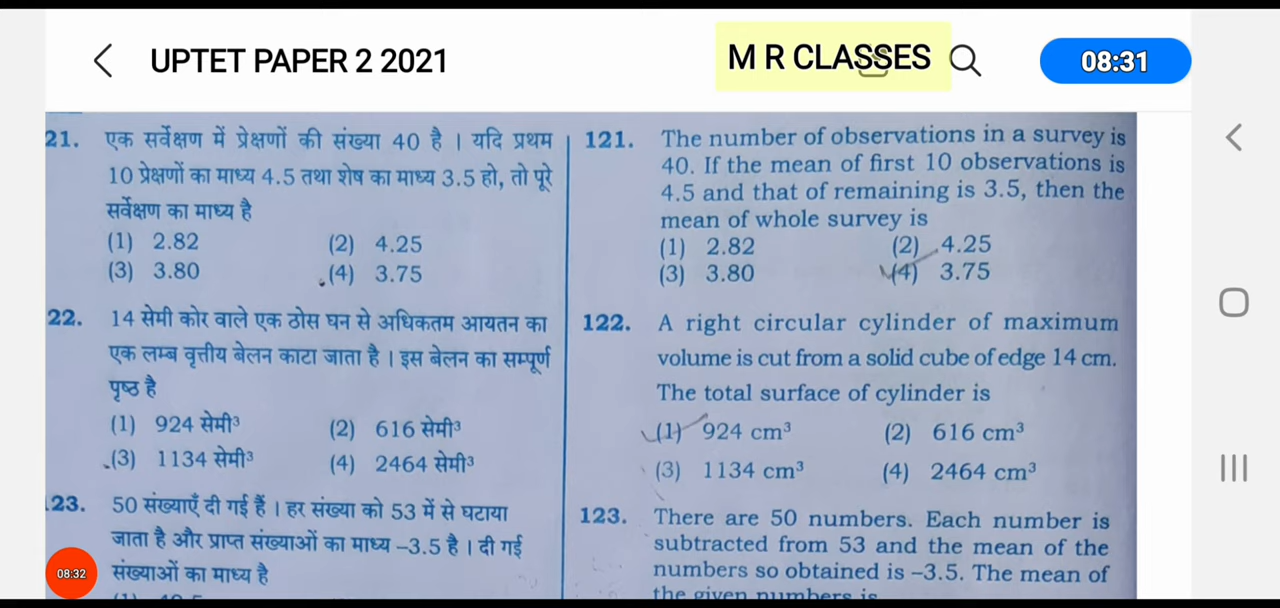 UPTET PAPER 2 2021
M R CLASSES
08:31
21. एक सर्वेक्षण में प्रेक्षणों की संख्या 40 है । यदि प्रथम
10 प्रेक्षणों का माध्य 4.5 तथा शेष का माध्य 3.5 हो, तो पूरे
सर्वेक्षण का माध्य है
(1) 2.82 (2) 4.25
(3) 3.80 (4) 3.75
22. 14 सेमी कोर वाले एक ठोस घन से अधिकतम आयतन का
एक लम्ब वृत्तीय बेलन काटा जाता है । इस बेलन का सम्पूर्ण
पृष्ठ है
(1) 924 सेमी³ (2) 616 सेमी³
(3) 1134 सेमी³ (4) 2464 सेमी³
123. 50 संख्याएँ दी गई हैं । हर संख्या को 53 में से घटाया
जाता है और प्राप्त संख्याओं का माध्य –3.5 है । दी गई
संख्याओं का माध्य है
08:32
121. The number of observations in a survey is
40. If the mean of first 10 observations is
4.5 and that of remaining is 3.5, then the
mean of whole survey is
(1) 2.82 (2) 4.25
(3) 3.80 (4) 3.75
122. A right circular cylinder of maximum
volume is cut from a solid cube of edge 14 cm.
The total surface of cylinder is
(1) 924 cm³ (2) 616 cm³
(3) 1134 cm³ (4) 2464 cm³
123. There are 50 numbers. Each number is
subtracted from 53 and the mean of the
numbers so obtained is –3.5. The mean of
the given numbers is